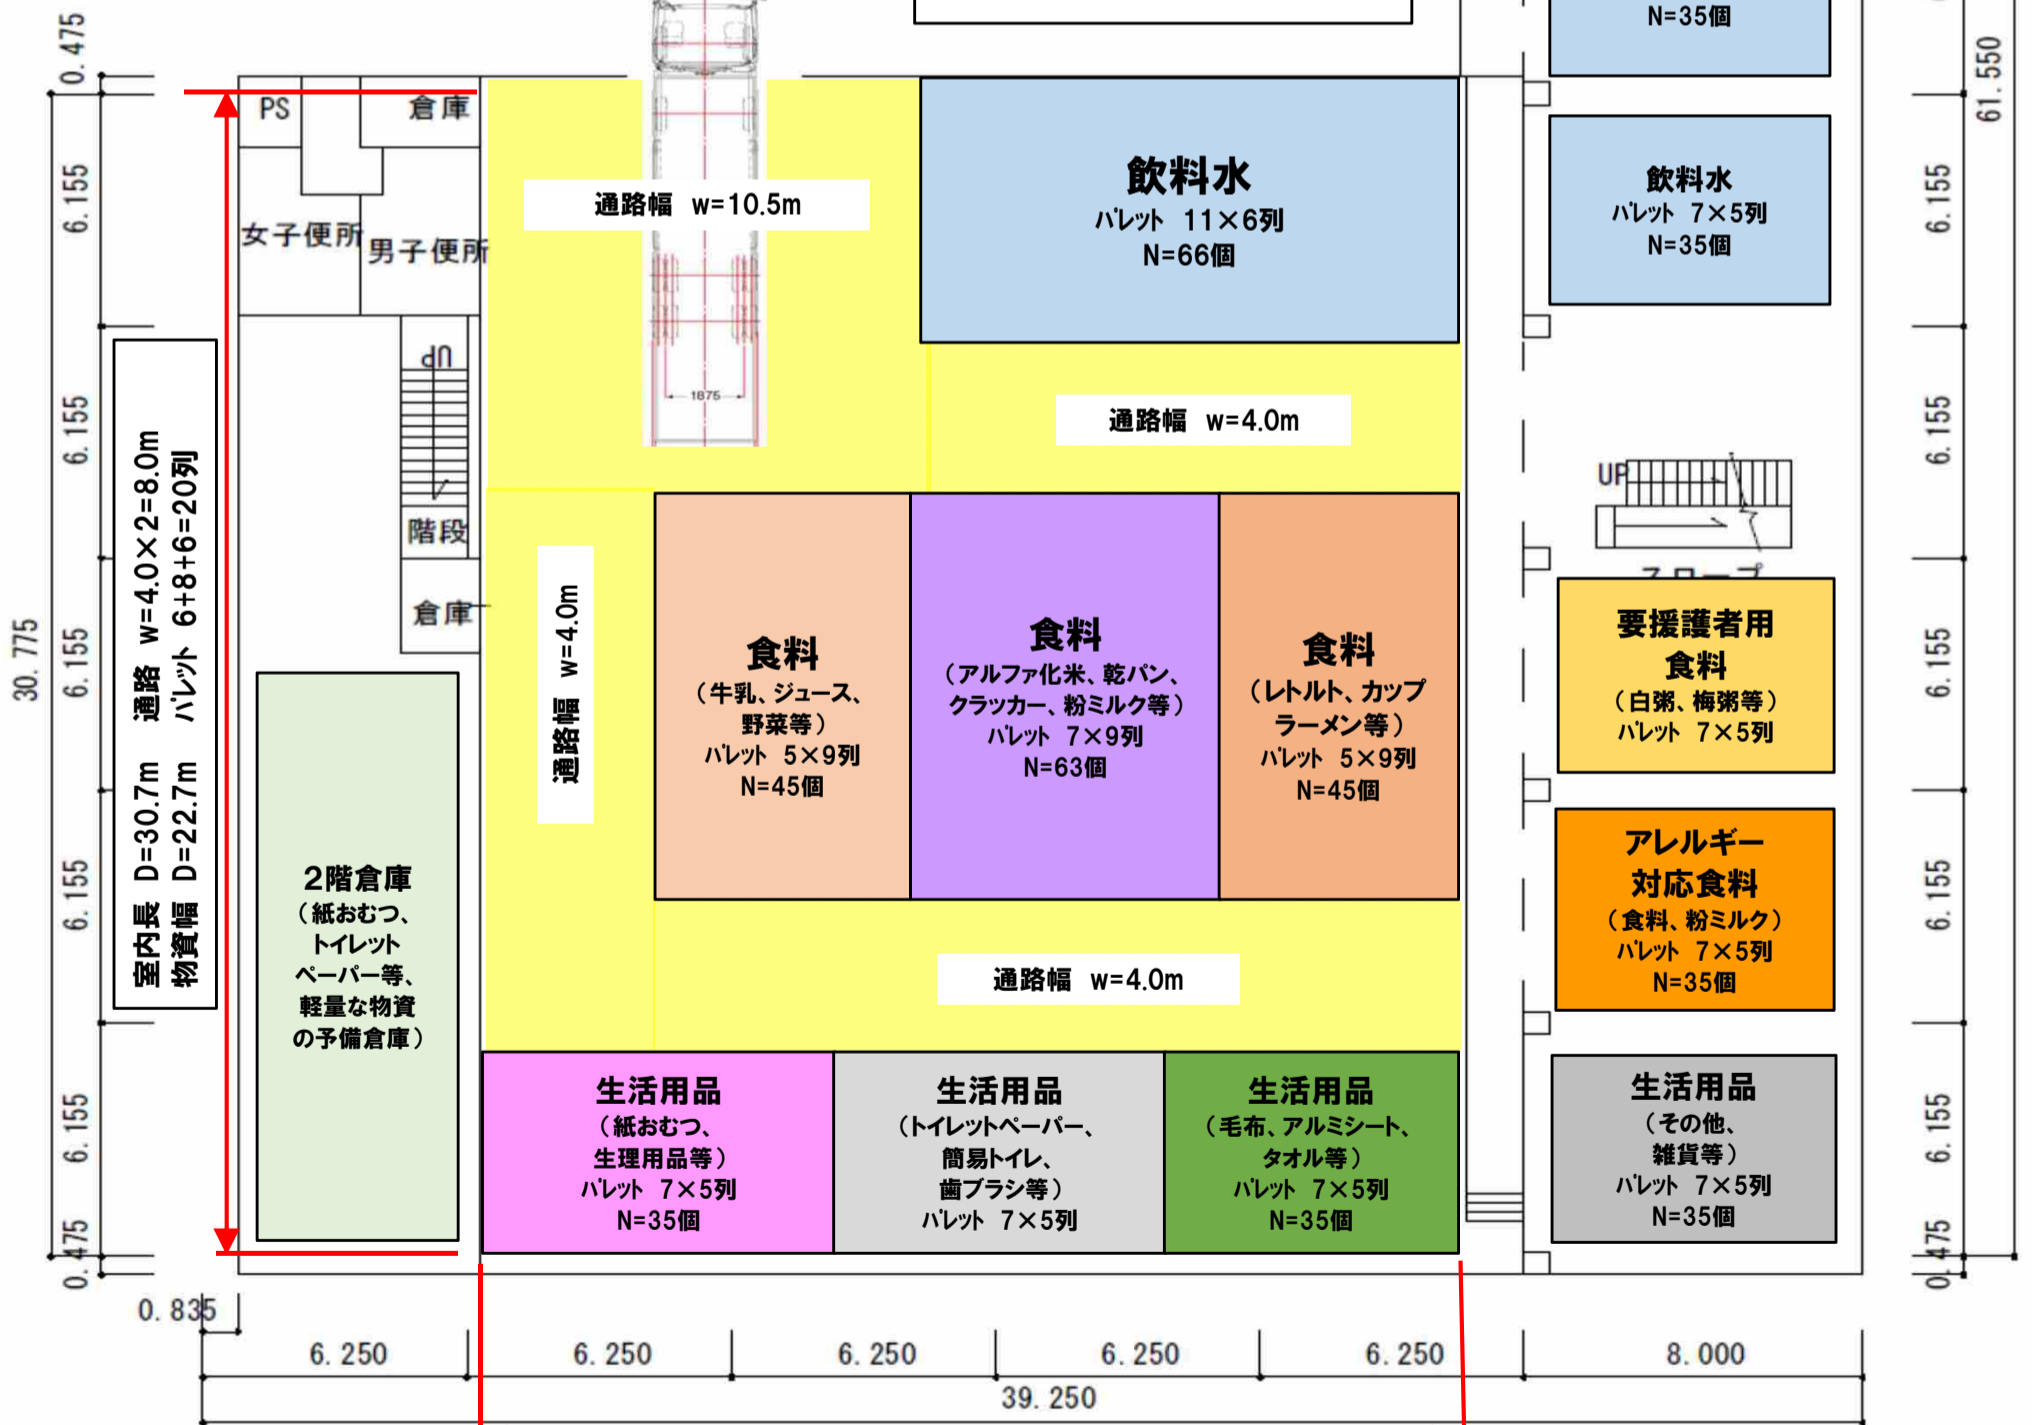 N=35個
0.475
61.550
PS
倉庫
6.155
女子便所
男子便所
通路幅 w=10.5m
飲料水
パレット 11×6列
N=66個
飲料水
パレット 7×5列
N=35個
6.155
UP
1875
通路幅 w=4.0m
6.155
6.155
階段
倉庫
UP
スロープ
室内長 D=30.7m 通路 w=4.0×2=8.0m
物資幅 D=22.7m パレット 6+8+6=20列
30.775
6.155
通路幅 w=4.0m
食料
(牛乳、ジュース、
野菜等)
パレット 5×9列
N=45個
食料
(アルファ化米、乾パン、
クラッカー、粉ミルク等)
パレット 7×9列
N=63個
食料
(レトルト、カップ
ラーメン等)
パレット 5×9列
N=45個
要援護者用
食料
(白粥、梅粥等)
パレット 7×5列
6.155
2階倉庫
(紙おむつ、
トイレット
ペーパー等、
軽量な物資
の予備倉庫)
6.155
通路幅 w=4.0m
アレルギー
対応食料
(食料、粉ミルク)
パレット 7×5列
N=35個
6.155
6.155
生活用品
(紙おむつ、
生理用品等)
パレット 7×5列
N=35個
生活用品
(トイレットペーパー、
簡易トイレ、
歯ブラシ等)
パレット 7×5列
生活用品
(毛布、アルミシート、
タオル等)
パレット 7×5列
N=35個
生活用品
(その他、
雑貨等)
パレット 7×5列
N=35個
6.155
0.475
0.475
0.835
6.250
6.250
6.250
6.250
6.250
8.000
39.250